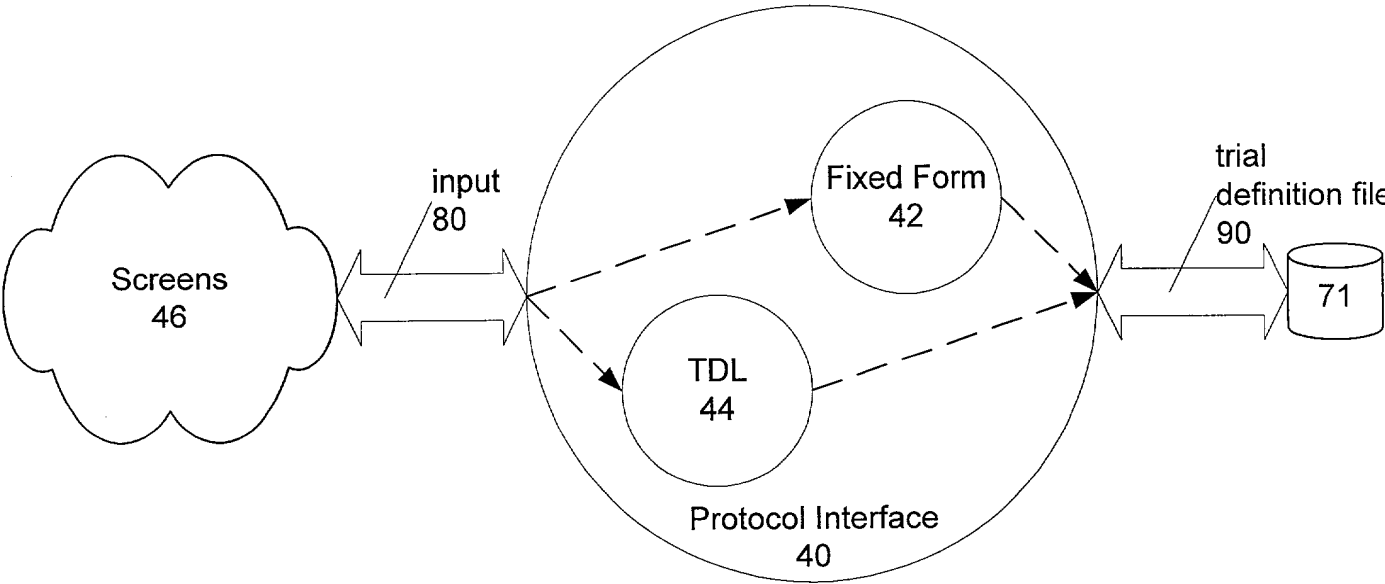 Screens
46
input
80
Fixed Form
42
TDL
44
Protocol Interface
40
trial
definition file
90
71